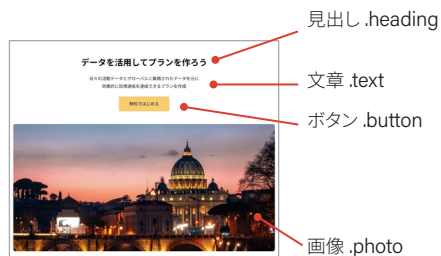 見出し .heading
データを活用してプランを作ろう
日々の活動データとグローバルに集積されたデータを元に
効果的に目標達成を達成できるプランを作成
文章 .text
無料ではじめる
ボタン .button
画像 .photo